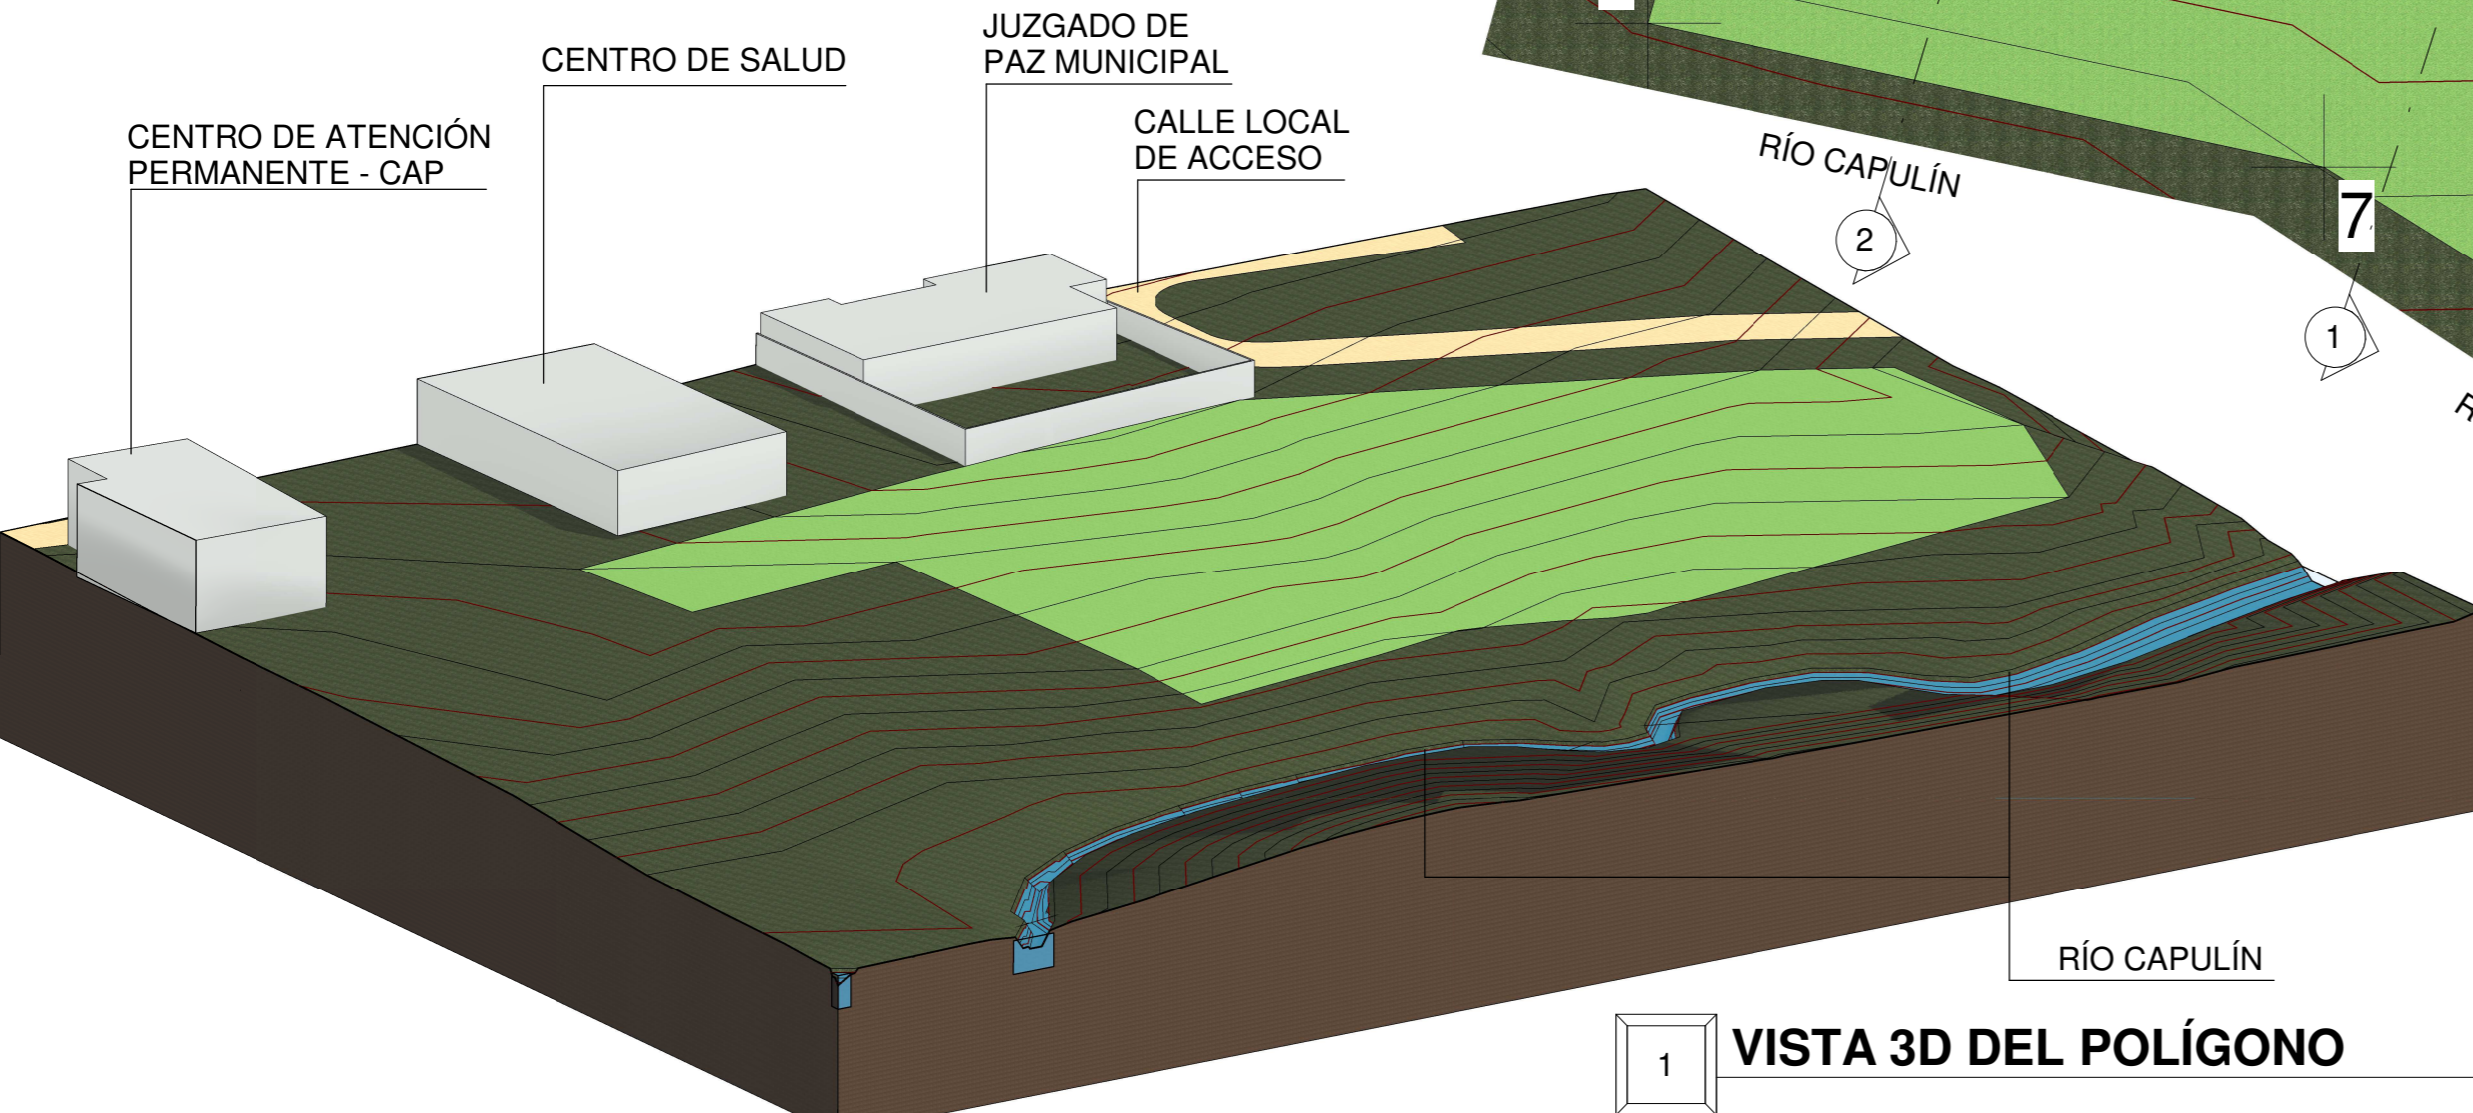 CENTRO DE ATENCIÓN
PERMANENTE - CAP
CENTRO DE SALUD
JUZGADO DE
PAZ MUNICIPAL
CALLE LOCAL
DE ACCESO
RÍO CAPULÍN
2
7
1
RÍO CAPULÍN
1
VISTA 3D DEL POLÍGONO